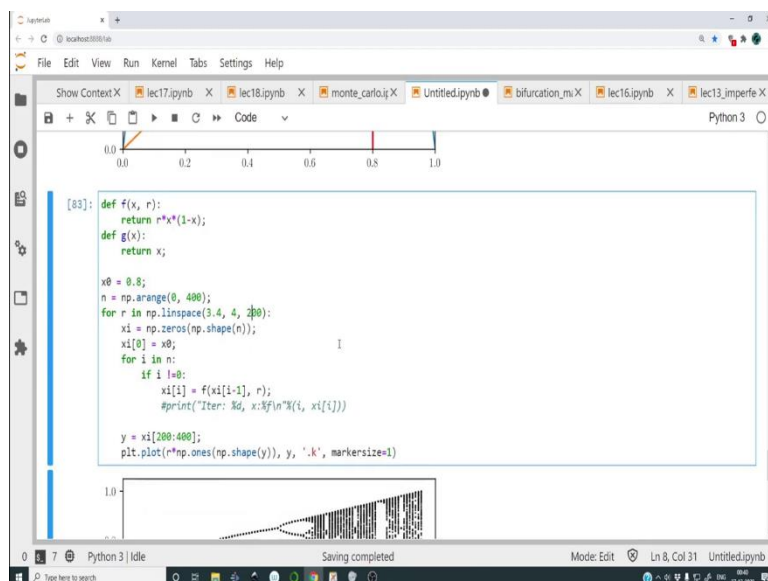 JupyterLab
localhost:8888/lab
File Edit View Run Kernel Tabs Settings Help
Show Context lec17.ipynb lec18.ipynb monte_carlo.ip Untitled.ipynb bifurcation_m lec16.ipynb lec13_imperfe
Code Python 3
0.0
0.0 0.2 0.4 0.6 0.8 1.0
[83]: def f(x, r):
return r*x*(1-x);
def g(x):
return x;
x0 = 0.8;
n = np.arange(0, 400);
for r in np.linspace(3.4, 4, 200):
xi = np.zeros(np.shape(n));
xi[0] = x0;
for i in n:
if i !=0:
xi[i] = f(xi[i-1], r);
#print("Iter: %d, x:%f\n"%(i, xi[i]))
y = xi[200:400];
plt.plot(r*np.ones(np.shape(y)), y, '.k', markersize=1)
1.0
0 7 Python 3 | Idle Saving completed Mode: Edit Ln 8, Col 31 Untitled.ipynb
Type here to search